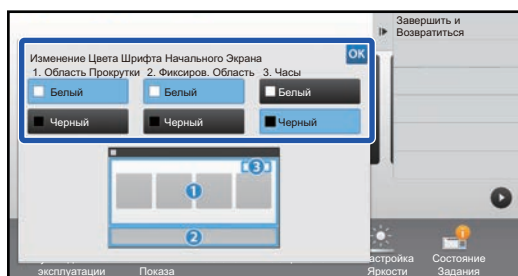 Завершить и
Возвратиться
Изменение Цвета Шрифта Начального Экрана
OK
1. Область Прокрутки 2. Фиксиров. Область 3. Часы
Белый Белый Белый
Черный Черный Черный
3
1
2
Яркости
Состояние
эксплуатации Показа Задания